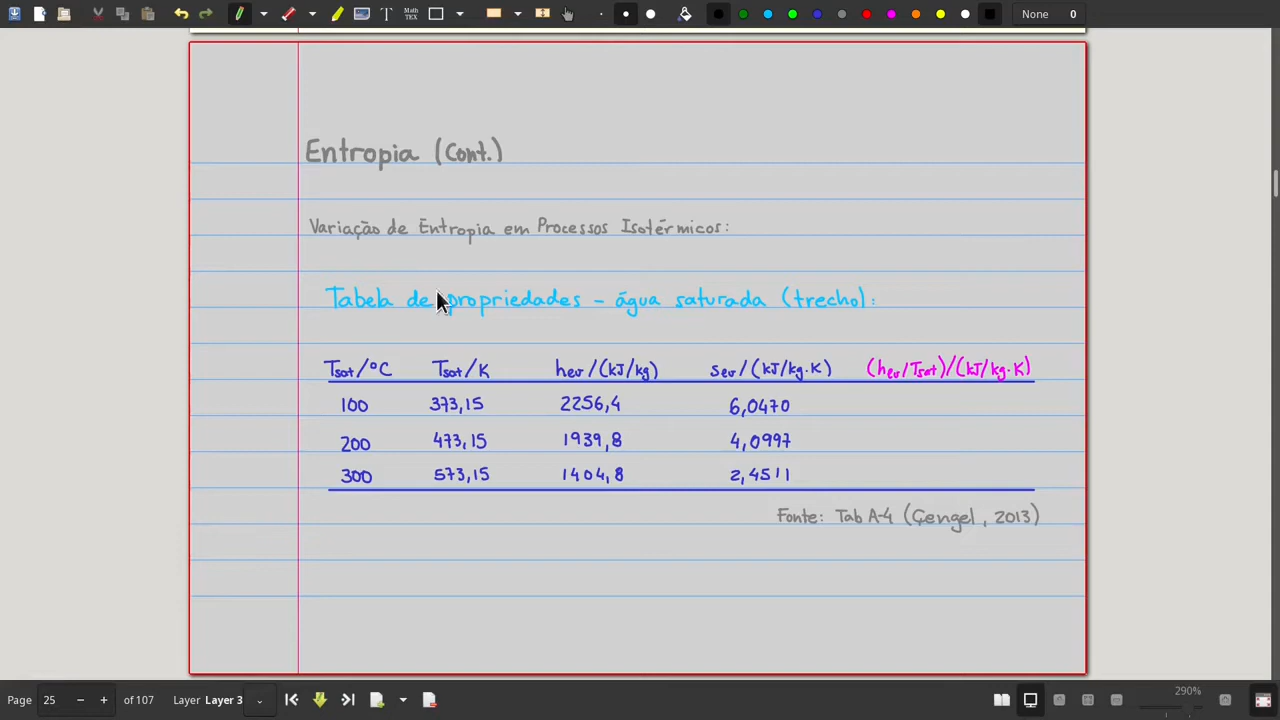 T Math TEX None 0
Entropia (Cont.)
Variação de Entropia em Processos Isotérmicos:
Tabela de propriedades - água saturada (trecho):
Tsat/°C Tsat/K hev/(kJ/kg) sev/(kJ/kg·K) (hev/Tsat)/(kJ/kg·K)
100 373,15 2256,4 6,0470
200 473,15 1939,8 4,0997
300 573,15 1404,8 2,4511
Fonte: Tab A-4 (Çengel, 2013)
Page 25 − + of 107 Layer Layer 3 290%